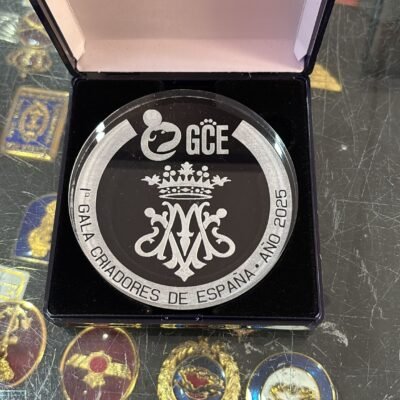 GCE
1ª GALA CRIADORES DE ESPAÑA • AÑO 2025